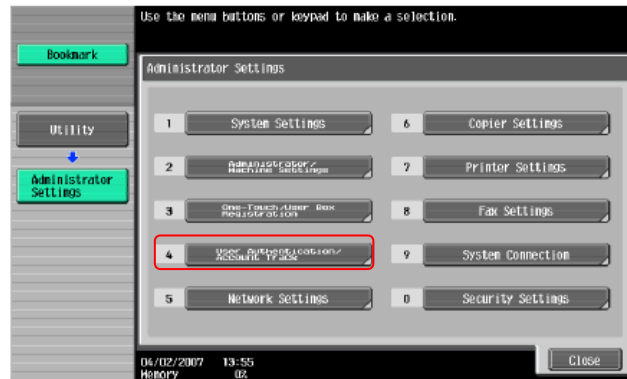 Use the menu buttons or keypad to make a selection.
Bookmark
Administrator Settings
Utility
Administrator
Settings
1 System Settings
2 Administrator/
Machine Settings
3 One-Touch/User Box
Registration
4 User Authentication/
Account Track
5 Network Settings
6 Copier Settings
7 Printer Settings
8 Fax Settings
9 System Connection
0 Security Settings
04/02/2007 13:55
Memory 0%
Close